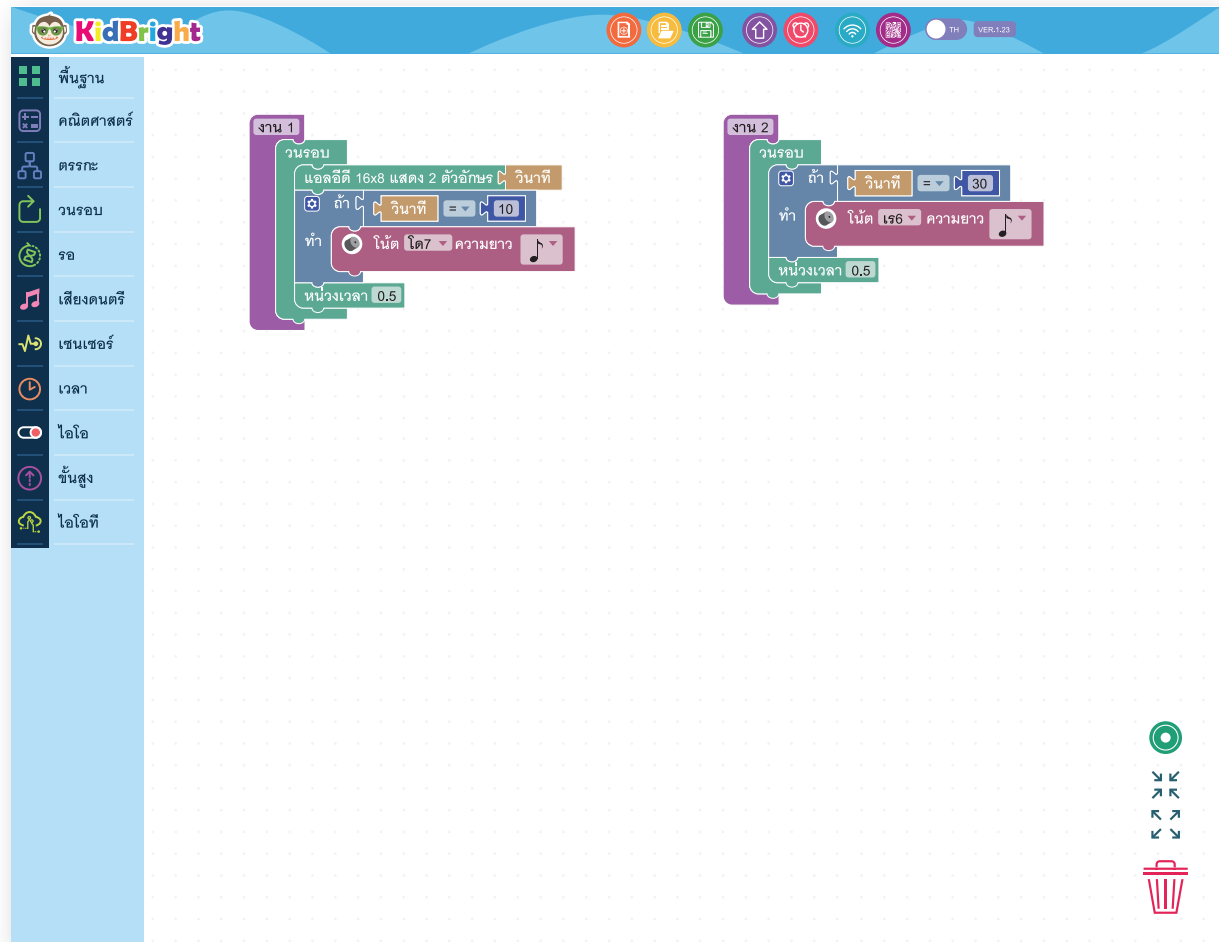 KidBright
TH
VER.1.23
พื้นฐาน
คณิตศาสตร์
ตรรกะ
วนรอบ
รอ
เสียงดนตรี
เซนเซอร์
เวลา
ไอโอ
ขั้นสูง
ไอโอที
งาน 1
วนรอบ
แอลอีดี 16x8 แสดง 2 ตัวอักษร วินาที
ถ้า วินาที = 10
ทำ โน้ต โด7 ความยาว
หน่วงเวลา 0.5
งาน 2
วนรอบ
ถ้า วินาที = 30
ทำ โน้ต เร6 ความยาว
หน่วงเวลา 0.5